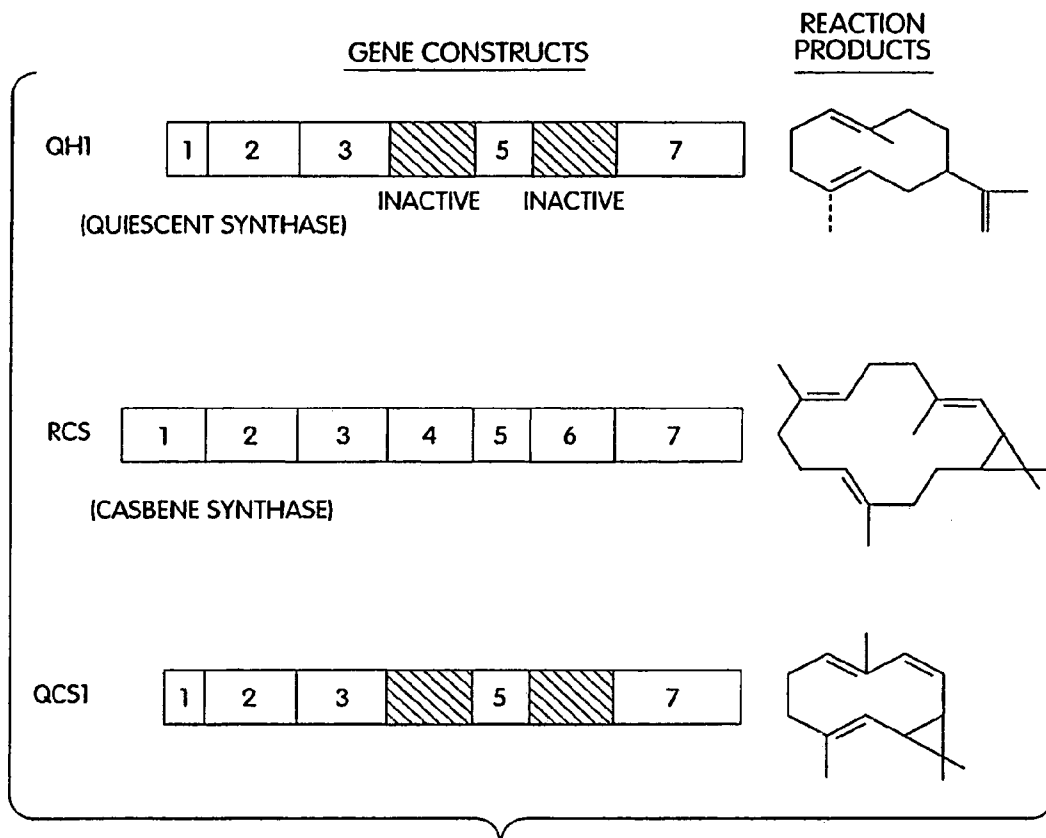 GENE CONSTRUCTS
REACTION
PRODUCTS
QH1
1 2 3 5 7
INACTIVE INACTIVE
(QUIESCENT SYNTHASE)
RCS
1 2 3 4 5 6 7
(CASBENE SYNTHASE)
QCS1
1 2 3 5 7